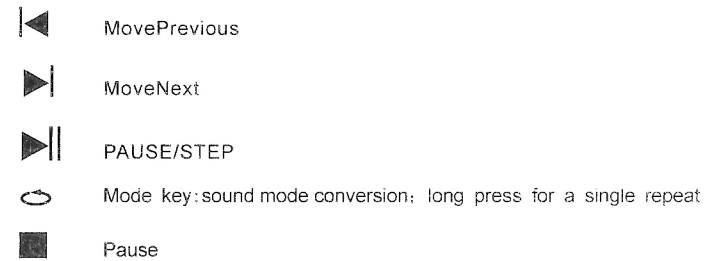 MovePrevious
MoveNext
PAUSE/STEP
Mode key:sound mode conversion; long press for a single repeat
Pause